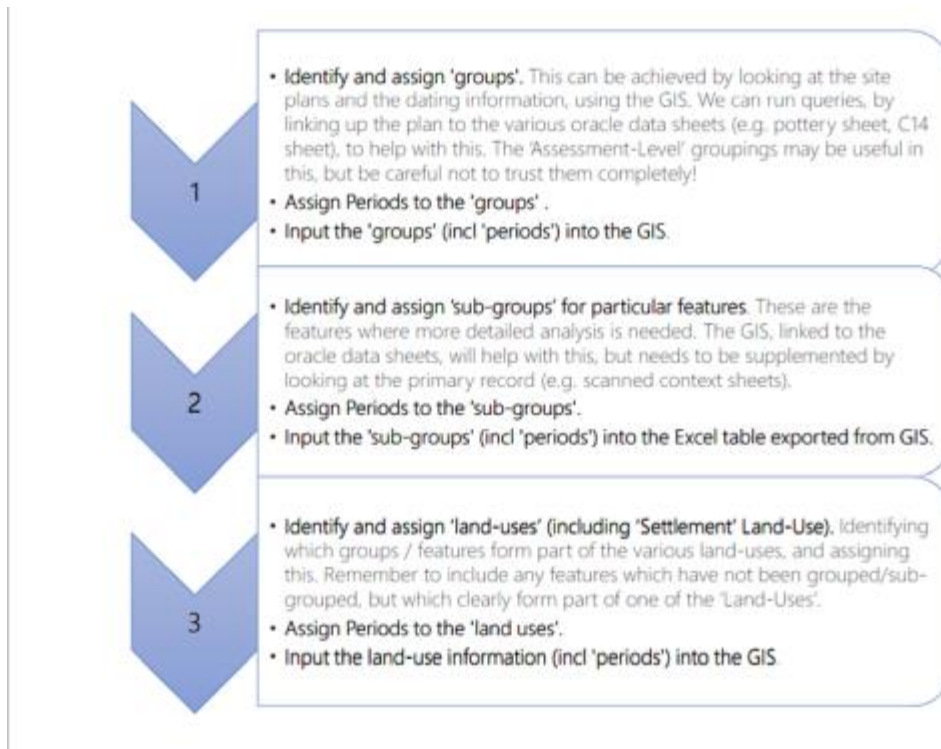 1
• Identify and assign 'groups'. This can be achieved by looking at the site
plans and the dating information, using the GIS. We can run queries, by
linking up the plan to the various oracle data sheets (e.g. pottery sheet, C14
sheet), to help with this. The 'Assessment-Level' groupings may be useful in
this, but be careful not to trust them completely!
• Assign Periods to the 'groups' .
• Input the 'groups' (incl 'periods') into the GIS.
2
• Identify and assign 'sub-groups' for particular features. These are the
features where more detailed analysis is needed. The GIS, linked to the
oracle data sheets, will help with this, but needs to be supplemented by
looking at the primary record (e.g. scanned context sheets).
• Assign Periods to the 'sub-groups'.
• Input the 'sub-groups' (incl 'periods') into the Excel table exported from GIS.
3
• Identify and assign 'land-uses' (including 'Settlement' Land-Use). Identifying
which groups / features form part of the various land-uses, and assigning
this. Remember to include any features which have not been grouped/sub-
grouped, but which clearly form part of one of the 'Land-Uses'.
• Assign Periods to the 'land uses'.
• Input the land-use information (incl 'periods') into the GIS